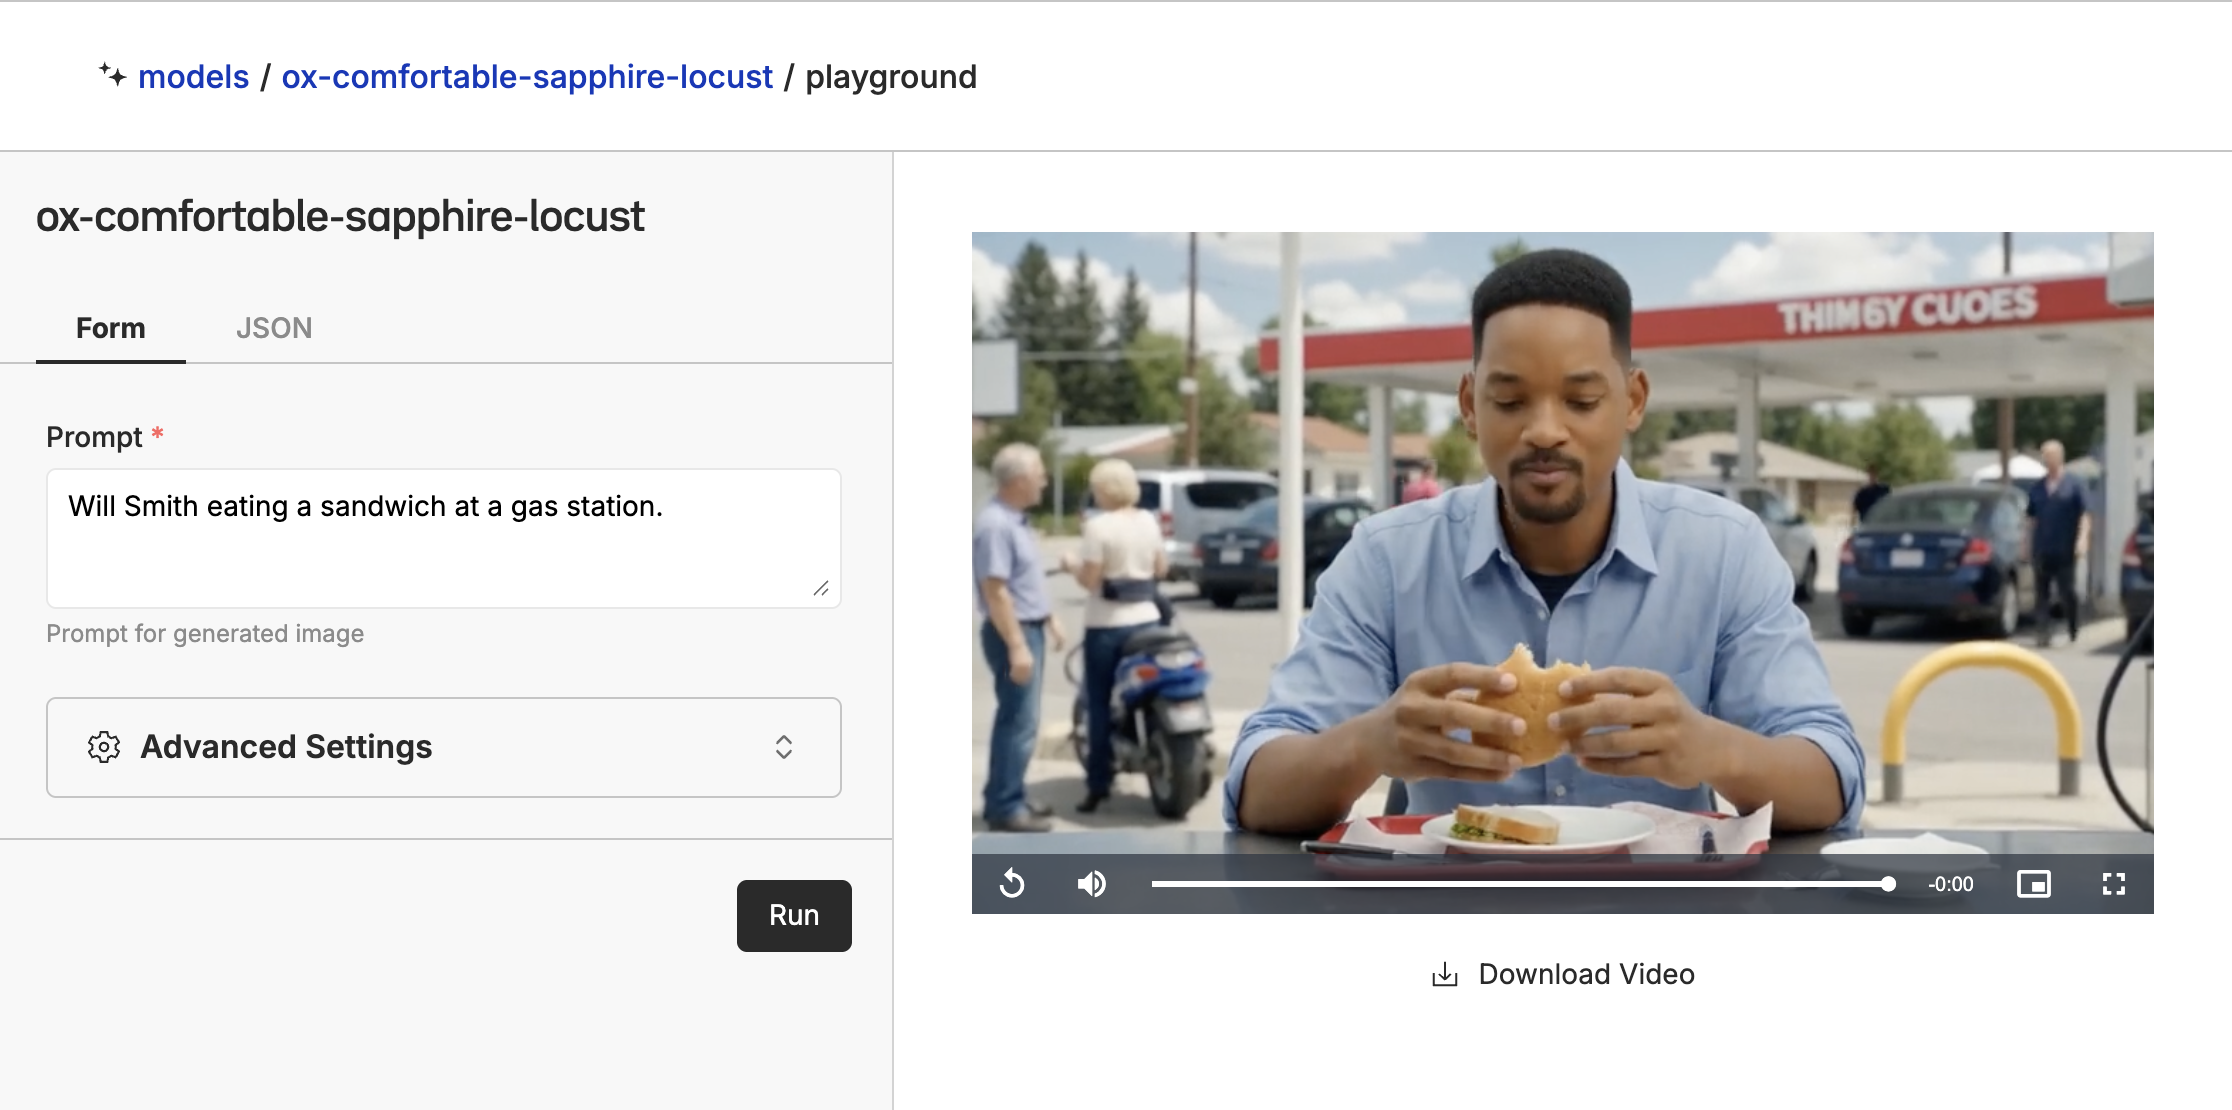 models / ox-comfortable-sapphire-locust / playground
ox-comfortable-sapphire-locust
Form
JSON
Prompt *
Will Smith eating a sandwich at a gas station.
Prompt for generated image
Advanced Settings
Run
THIM6Y CUOES
-0:00
Download Video